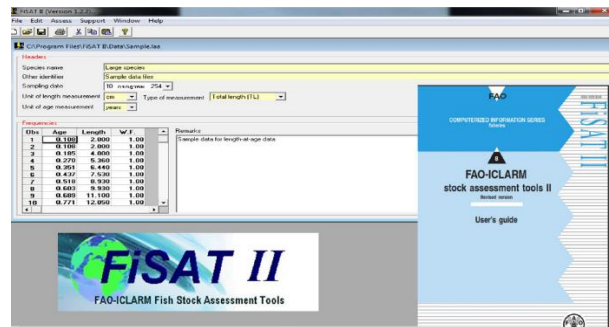 FiSAT II (Version 1.2.2)
File Edit Assess Support Window Help
C:\Program Files\FiSAT II\Data\Sample.laa
Headers
Species name Large species
Other identifier Sample data files
Sampling date 10 254
Unit of length measurement cm Type of measurement Total length (TL)
Unit of age measurement years
Frequencies
Obs Age Length W.F. Remarks
1 0.100 2.000 1.00 Sample data for length-at-age data
2 2.000 1.00
3 0.185 4.000 1.00
4 0.270 5.360 1.00
5 0.351 6.440 1.00
6 0.437 7.530 1.00
7 0.518 8.930 1.00
8 0.603 9.930 1.00
9 0.689 11.100 1.00
10 0.771 12.050 1.00
FiSAT II
FAO-ICLARM Fish Stock Assessment Tools
FAO
COMPUTERIZED INFORMATION SERIES
fisheries
8
FAO-ICLARM
stock assessment tools II
Revised version
User's guide
FiSAT II